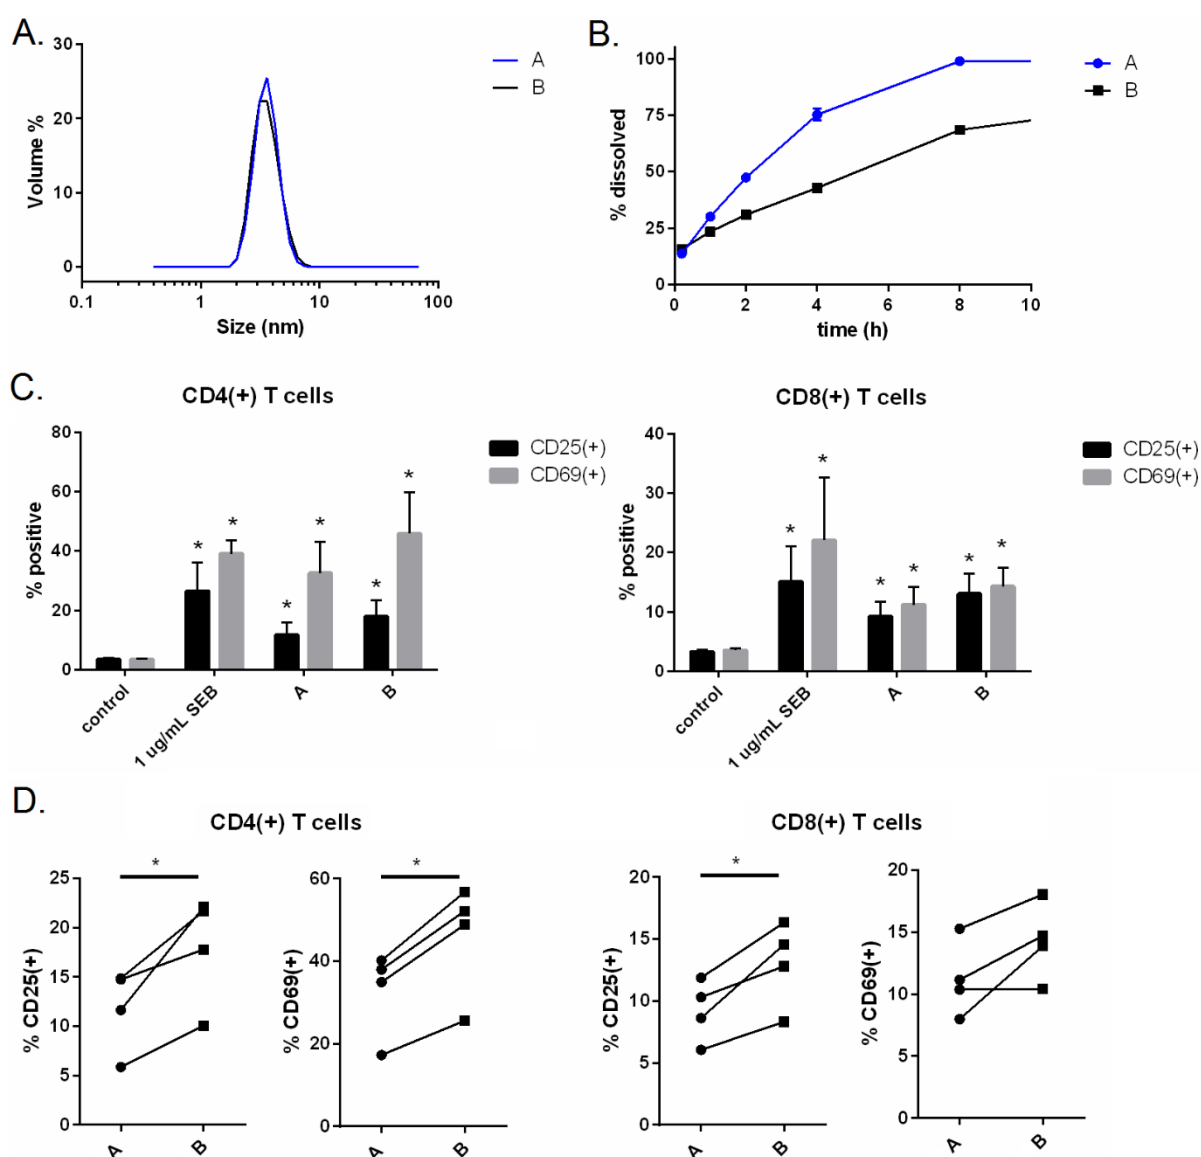 A.
30
20
10
0
Volume %
0.1
1
10
100
Size (nm)
A
B
B.
100
75
50
25
0
% dissolved
0
2
4
6
8
10
time (h)
A
B
C.
CD4(+) T cells
80
60
40
20
0
% positive
* * * * * *
control
1 ug/mL SEB
A
B
CD25(+)
CD69(+)
CD8(+) T cells
40
30
20
10
0
% positive
* * * * * *
control
1 ug/mL SEB
A
B
CD25(+)
CD69(+)
D.
CD4(+) T cells
25
20
15
10
5
0
% CD25(+)
*
A
B
60
40
20
0
% CD69(+)
*
A
B
CD8(+) T cells
20
15
10
5
0
% CD25(+)
*
A
B
20
15
10
5
0
% CD69(+)
A
B